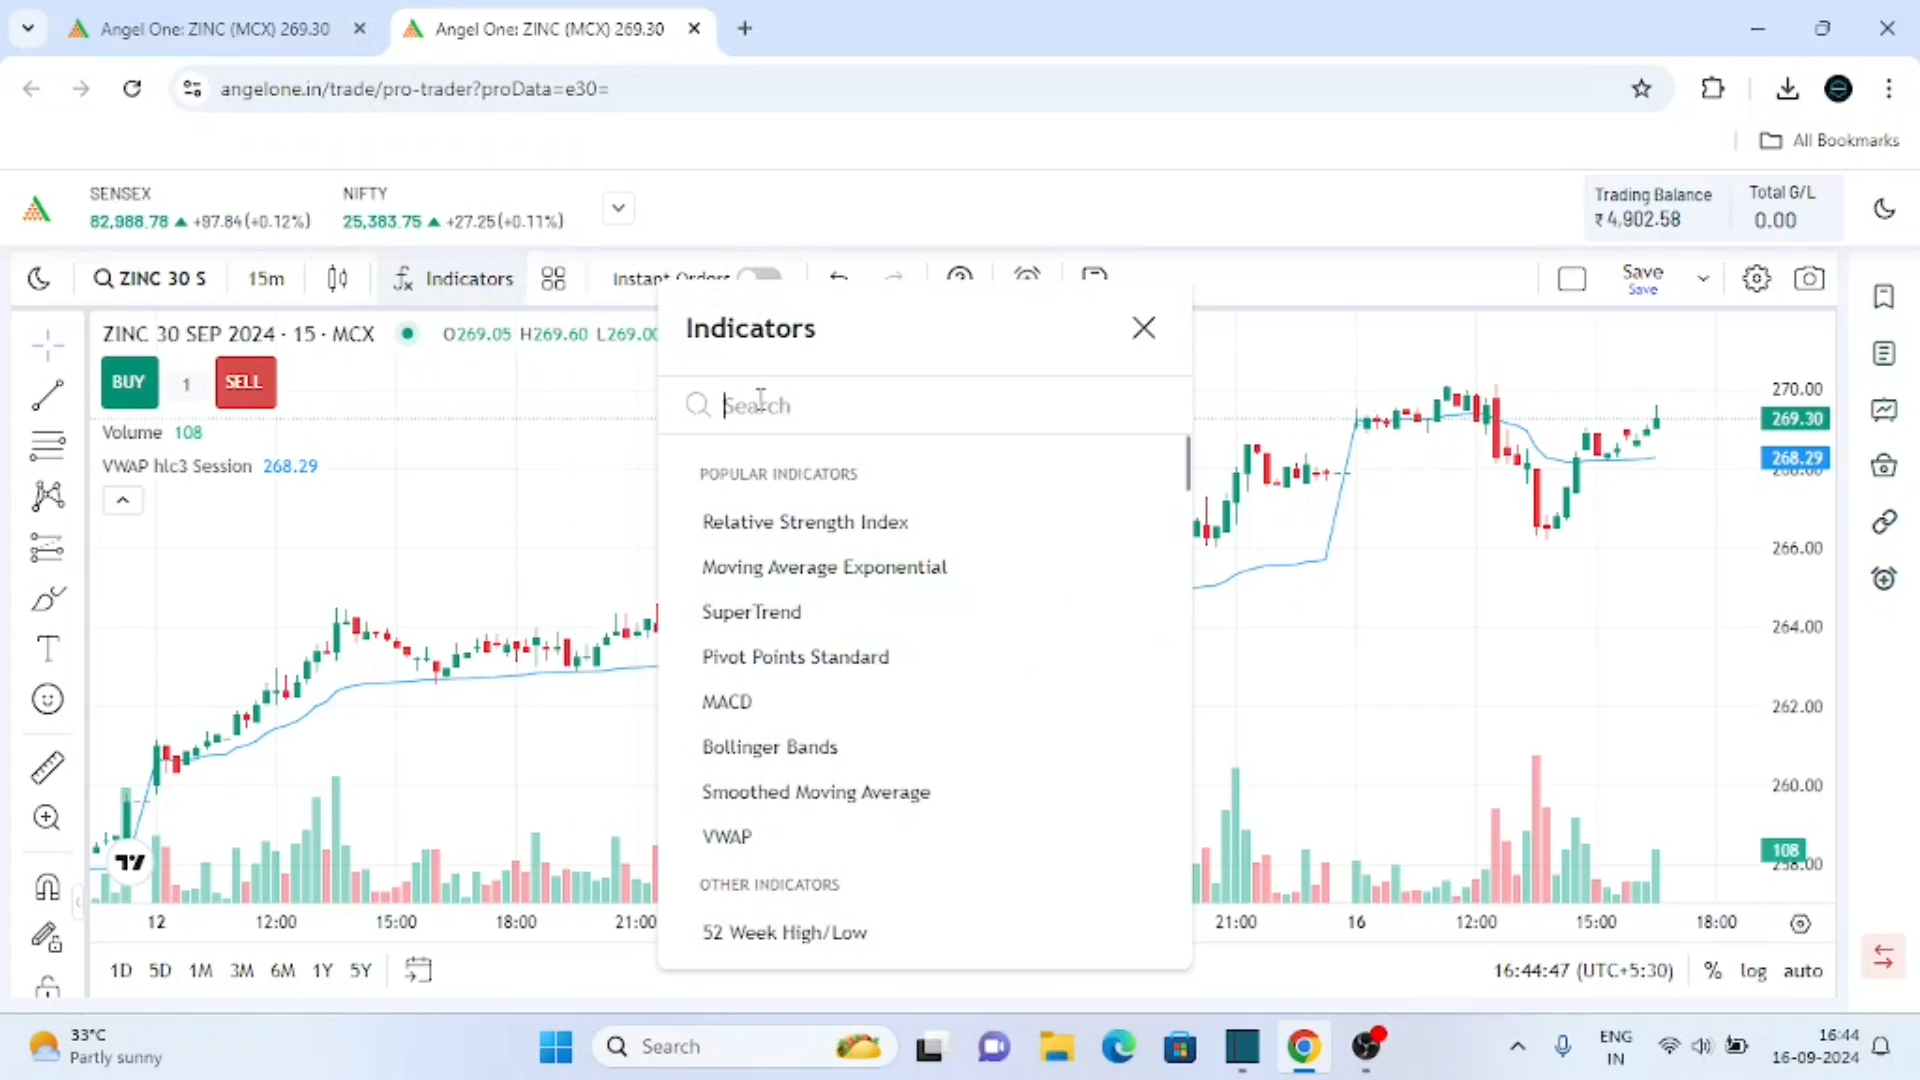 Angel One: ZINC (MCX) 269.30
Angel One: ZINC (MCX) 269.30
angelone.in/trade/pro-trader?proData=e30=
All Bookmarks
SENSEX
82,988.78 ▲ +97.84 (+0.12%)
NIFTY
25,383.75 ▲ +27.25 (+0.11%)
Trading Balance
₹4,902.58
Total G/L
0.00
ZINC 30 S
15m
Indicators
Instant Orders
Save
Save
ZINC 30 SEP 2024 · 15 · MCX
O269.05 H269.60 L269.00
BUY
1
SELL
Volume 108
VWAP hlc3 Session 268.29
Indicators
Search
POPULAR INDICATORS
Relative Strength Index
Moving Average Exponential
SuperTrend
Pivot Points Standard
MACD
Bollinger Bands
Smoothed Moving Average
VWAP
OTHER INDICATORS
52 Week High/Low
270.00
269.30
268.29
266.00
264.00
262.00
260.00
108
258.00
12
12:00
15:00
18:00
21:00
21:00
16
12:00
15:00
18:00
1D 5D 1M 3M 6M 1Y 5Y
16:44:47 (UTC+5:30)
% log auto
33°C
Partly sunny
Search
ENG
IN
16:44
16-09-2024